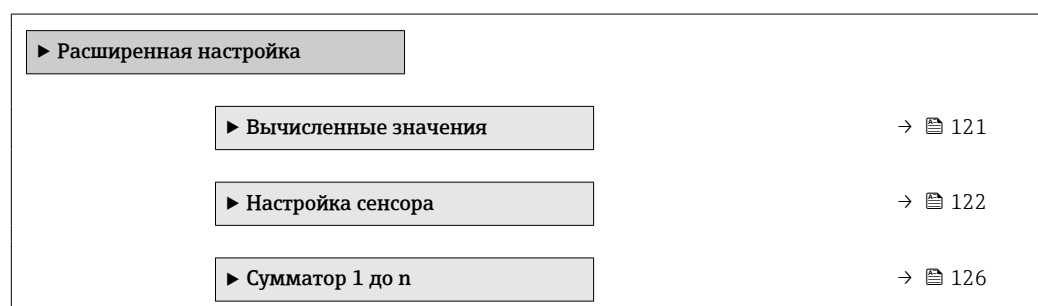 ▶ Расширенная настройка
▶ Вычисленные значения → 121
▶ Настройка сенсора → 122
▶ Сумматор 1 до n → 126